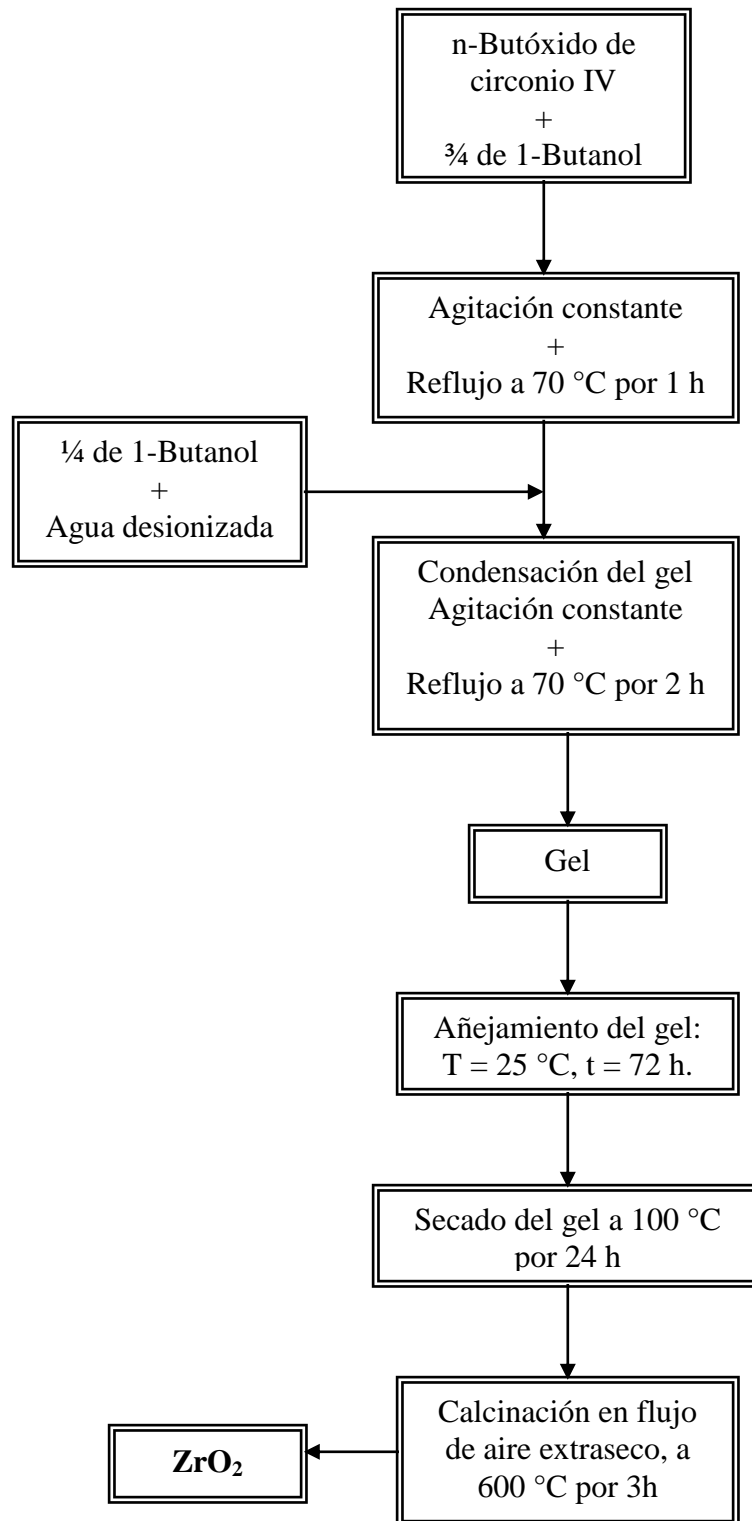 n-Butóxido de
circonio IV
+
¾ de 1-Butanol
Agitación constante
+
Reflujo a 70 °C por 1 h
¼ de 1-Butanol
+
Agua desionizada
Condensación del gel
Agitación constante
+
Reflujo a 70 °C por 2 h
Gel
Añejamiento del gel:
T = 25 °C, t = 72 h.
Secado del gel a 100 °C
por 24 h
Calcinación en flujo
de aire extraseco, a
600 °C por 3h
ZrO₂